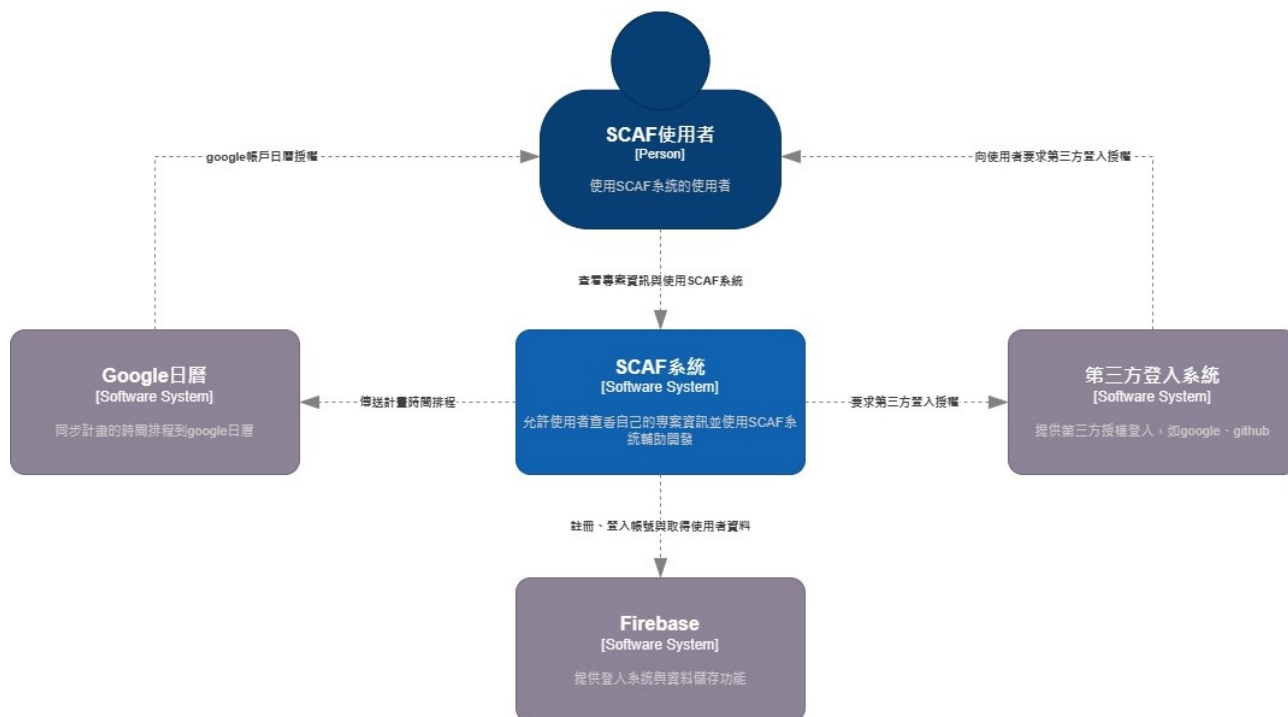 SCAF使用者
[Person]
使用SCAF系統的使用者
google帳戶日曆授權
向使用者要求第三方登入授權
查看專案資訊與使用SCAF系統
Google日曆
[Software System]
同步計畫的時間排程到google日曆
傳送計畫時間排程
SCAF系統
[Software System]
允許使用者查看自己的專案資訊並使用SCAF系
統輔助開發
要求第三方登入授權
第三方登入系統
[Software System]
提供第三方授權登入，如google、github
註冊、登入帳號與取得使用者資料
Firebase
[Software System]
提供登入系統與資料儲存功能